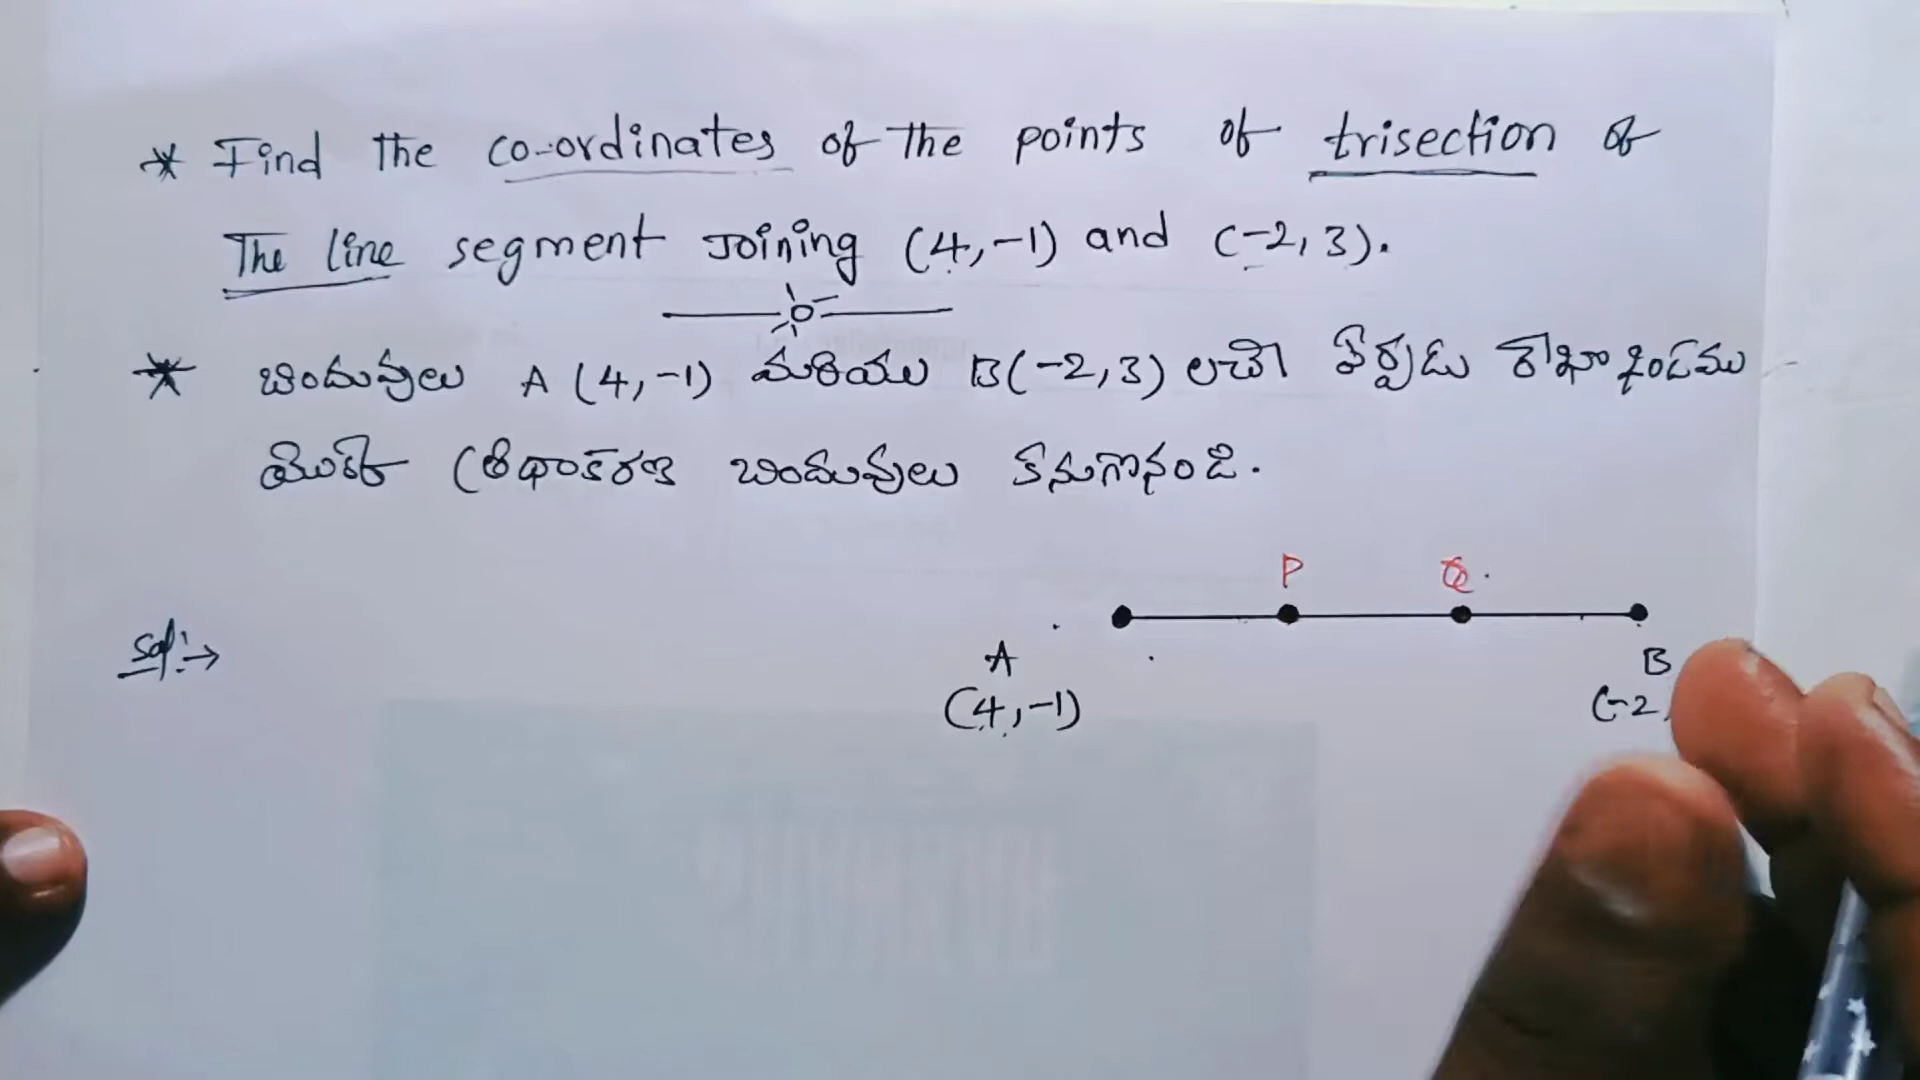 * Find the co-ordinates of the points of trisection of
The line segment Joining (4,-1) and (-2,3).
* బిందువులు A (4,-1) మరియు B(-2,3) లచే ఏర్పడు రేఖాఖండము
యొక్క త్రిథాకరణ బిందువులు కనుగొనండి.
P Q
Sol:→
A B
(4,-1) (-2,